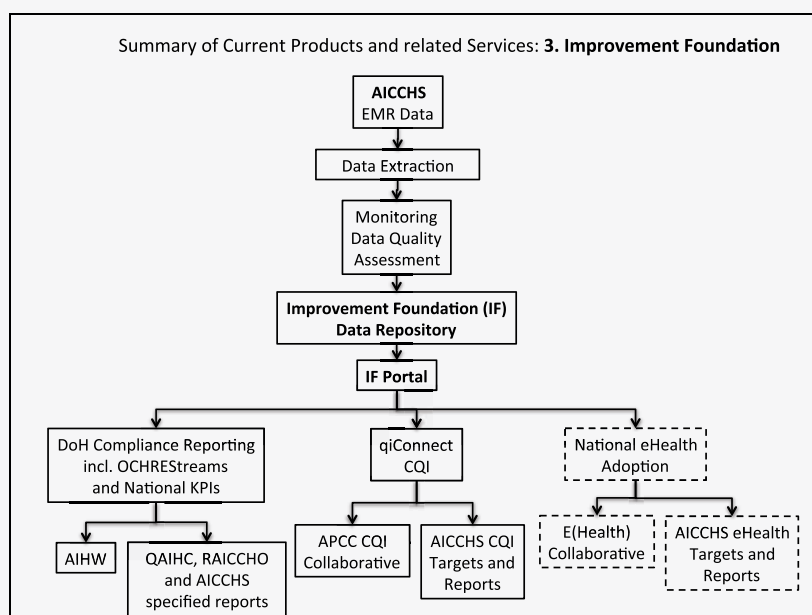 Summary of Current Products and related Services: 3. Improvement Foundation
AICCHS
EMR Data
Data Extraction
Monitoring
Data Quality
Assessment
Improvement Foundation (IF)
Data Repository
IF Portal
DoH Compliance Reporting
incl. OCHREStreams
and National KPIs
qiConnect
CQI
National eHealth
Adoption
AIHW
QAIHC, RAICCHO
and AICCHS
specified reports
APCC CQI
Collaborative
AICCHS CQI
Targets and
Reports
E(Health)
Collaborative
AICCHS eHealth
Targets and
Reports